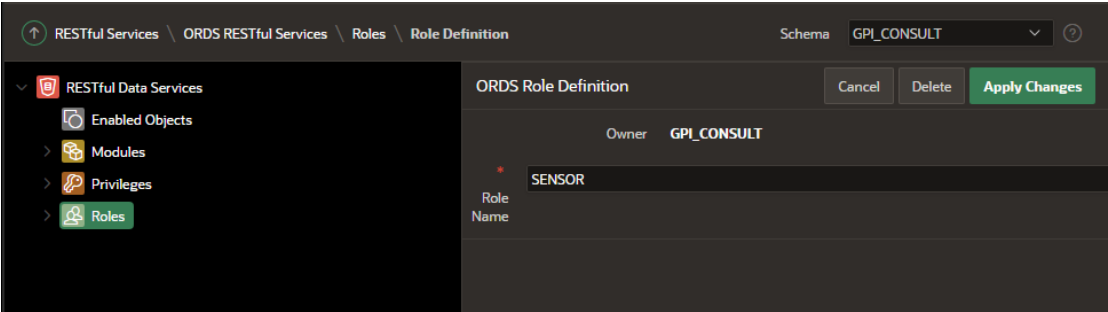 RESTful Services \ ORDS RESTful Services \ Roles \ Role Definition
Schema GPI_CONSULT
RESTful Data Services
Enabled Objects
Modules
Privileges
Roles
ORDS Role Definition
Cancel Delete Apply Changes
Owner GPI_CONSULT
* Role Name
SENSOR